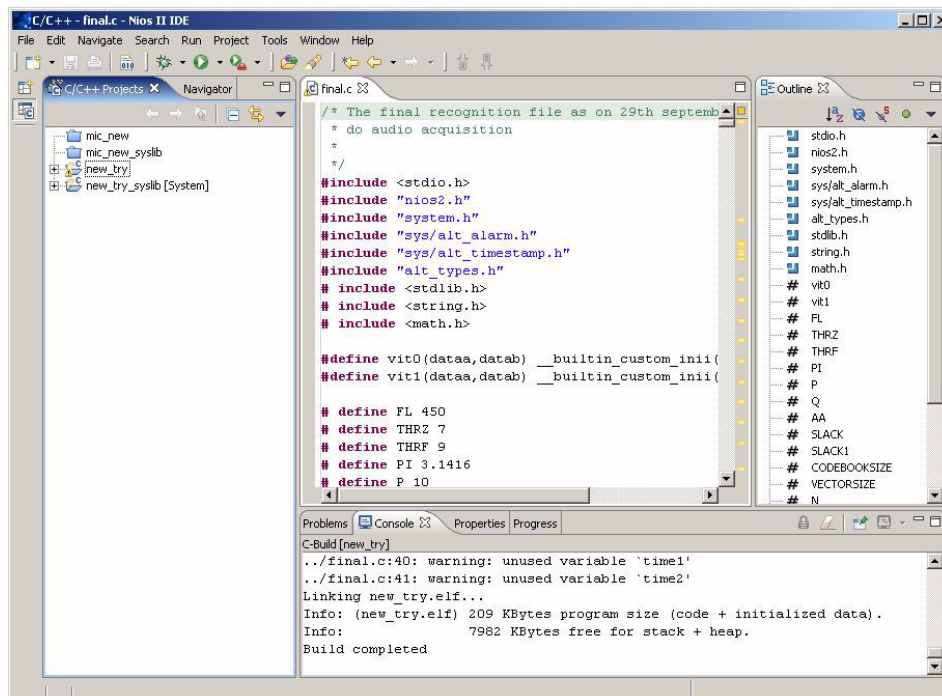 C/C++ - final.c - Nios II IDE
File Edit Navigate Search Run Project Tools Window Help
C/C++ Projects
Navigator
mic_new
mic_new_syslib
new_try
new_try_syslib [System]
final.c
/* The final recognition file as on 29th septemb
* do audio acquisition
*
*/
#include <stdio.h>
#include "nios2.h"
#include "system.h"
#include "sys/alt_alarm.h"
#include "sys/alt_timestamp.h"
#include "alt_types.h"
# include <stdlib.h>
# include <string.h>
# include <math.h>
#define vit0(dataa,datab) __builtin_custom_inii(
#define vit1(dataa,datab) __builtin_custom_inii(
# define FL 450
# define THRZ 7
# define THRF 9
# define PI 3.1416
# define P 10
Outline
stdio.h
nios2.h
system.h
sys/alt_alarm.h
sys/alt_timestamp.h
alt_types.h
stdlib.h
string.h
math.h
# vit0
# vit1
# FL
# THRZ
# THRF
# PI
# P
# Q
# AA
# SLACK
# SLACK1
# CODEBOOKSIZE
# VECTORSIZE
# N
Problems Console Properties Progress
C-Build [new_try]
../final.c:40: warning: unused variable `time1'
../final.c:41: warning: unused variable `time2'
Linking new_try.elf...
Info: (new_try.elf) 209 KBytes program size (code + initialized data).
Info: 7982 KBytes free for stack + heap.
Build completed